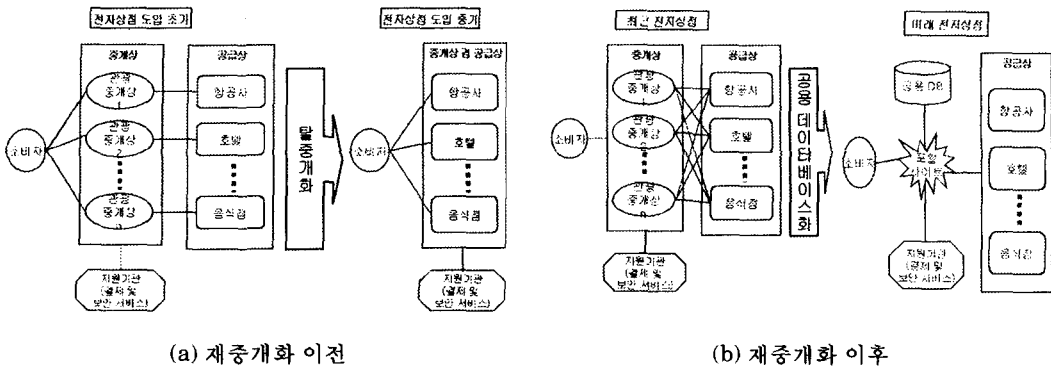 전자상점 도입 초기
중계상
공급상
관광
중개상
1
항공사
소비자
관광
중개상
2
호텔
관광
중개상
n
음식점
지원기관
(결제 및
보안 서비스)
탈중개화
전자상점 도입 중기
중계상 겸 공급상
항공사
소비자
호텔
음식점
지원기관
(결제 및
보안 서비스)
(a) 재중개화 이전
최근 전자상점
중계상
공급상
관광
중개상
항공사
소비자
관광
중개상
호텔
관광
중개상
n
음식점
지원기관
(결제 및
보안 서비스)
공용 데이터베이스화
미래 전자상점
공용 DB
소비자
포털
사이트
지원기관
(결제 및
보안 서비스)
공급상
항공사
호텔
음식점
(b) 재중개화 이후